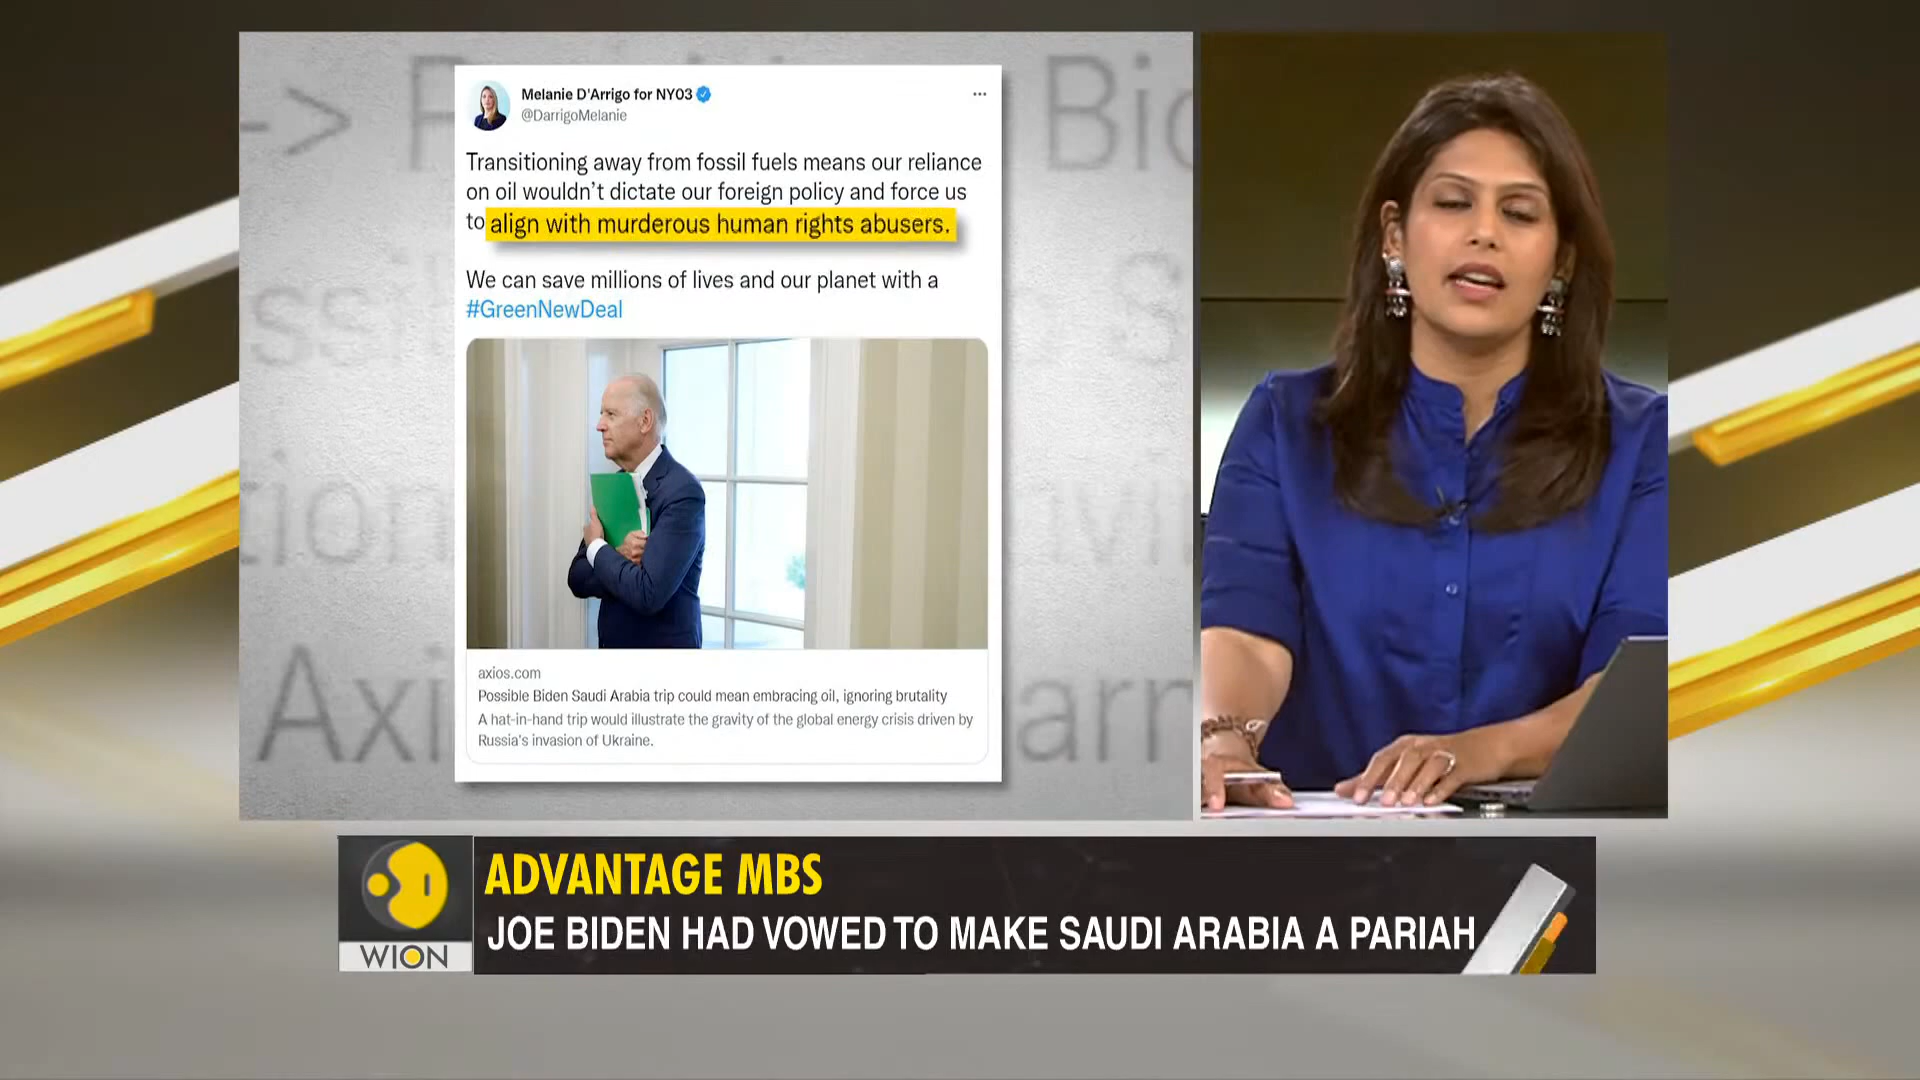 Melanie D'Arrigo for NY03
@DarrigoMelanie
Transitioning away from fossil fuels means our reliance
on oil wouldn't dictate our foreign policy and force us
to align with murderous human rights abusers.
We can save millions of lives and our planet with a
#GreenNewDeal
axios.com
Possible Biden Saudi Arabia trip could mean embracing oil, ignoring brutality
A hat-in-hand trip would illustrate the gravity of the global energy crisis driven by
Russia's invasion of Ukraine.
ADVANTAGE MBS
JOE BIDEN HAD VOWED TO MAKE SAUDI ARABIA A PARIAH
WION